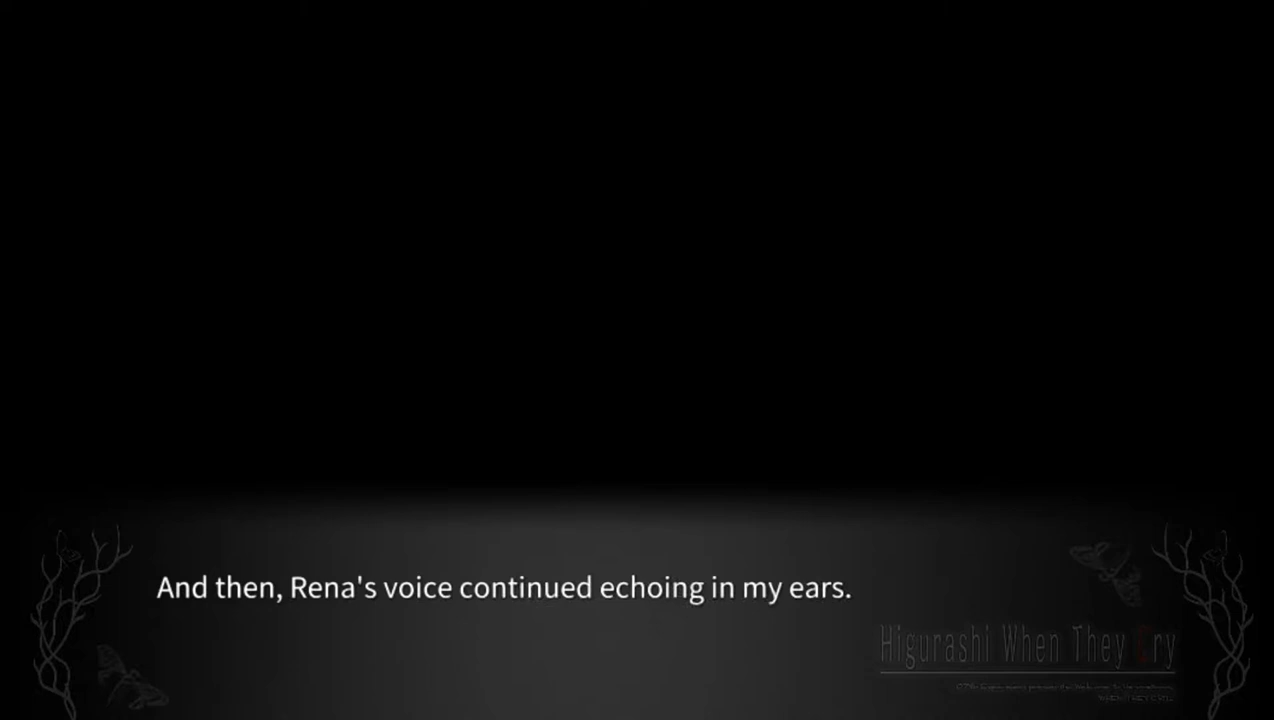 And then, Rena's voice continued echoing in my ears.
Higurashi When They Cry